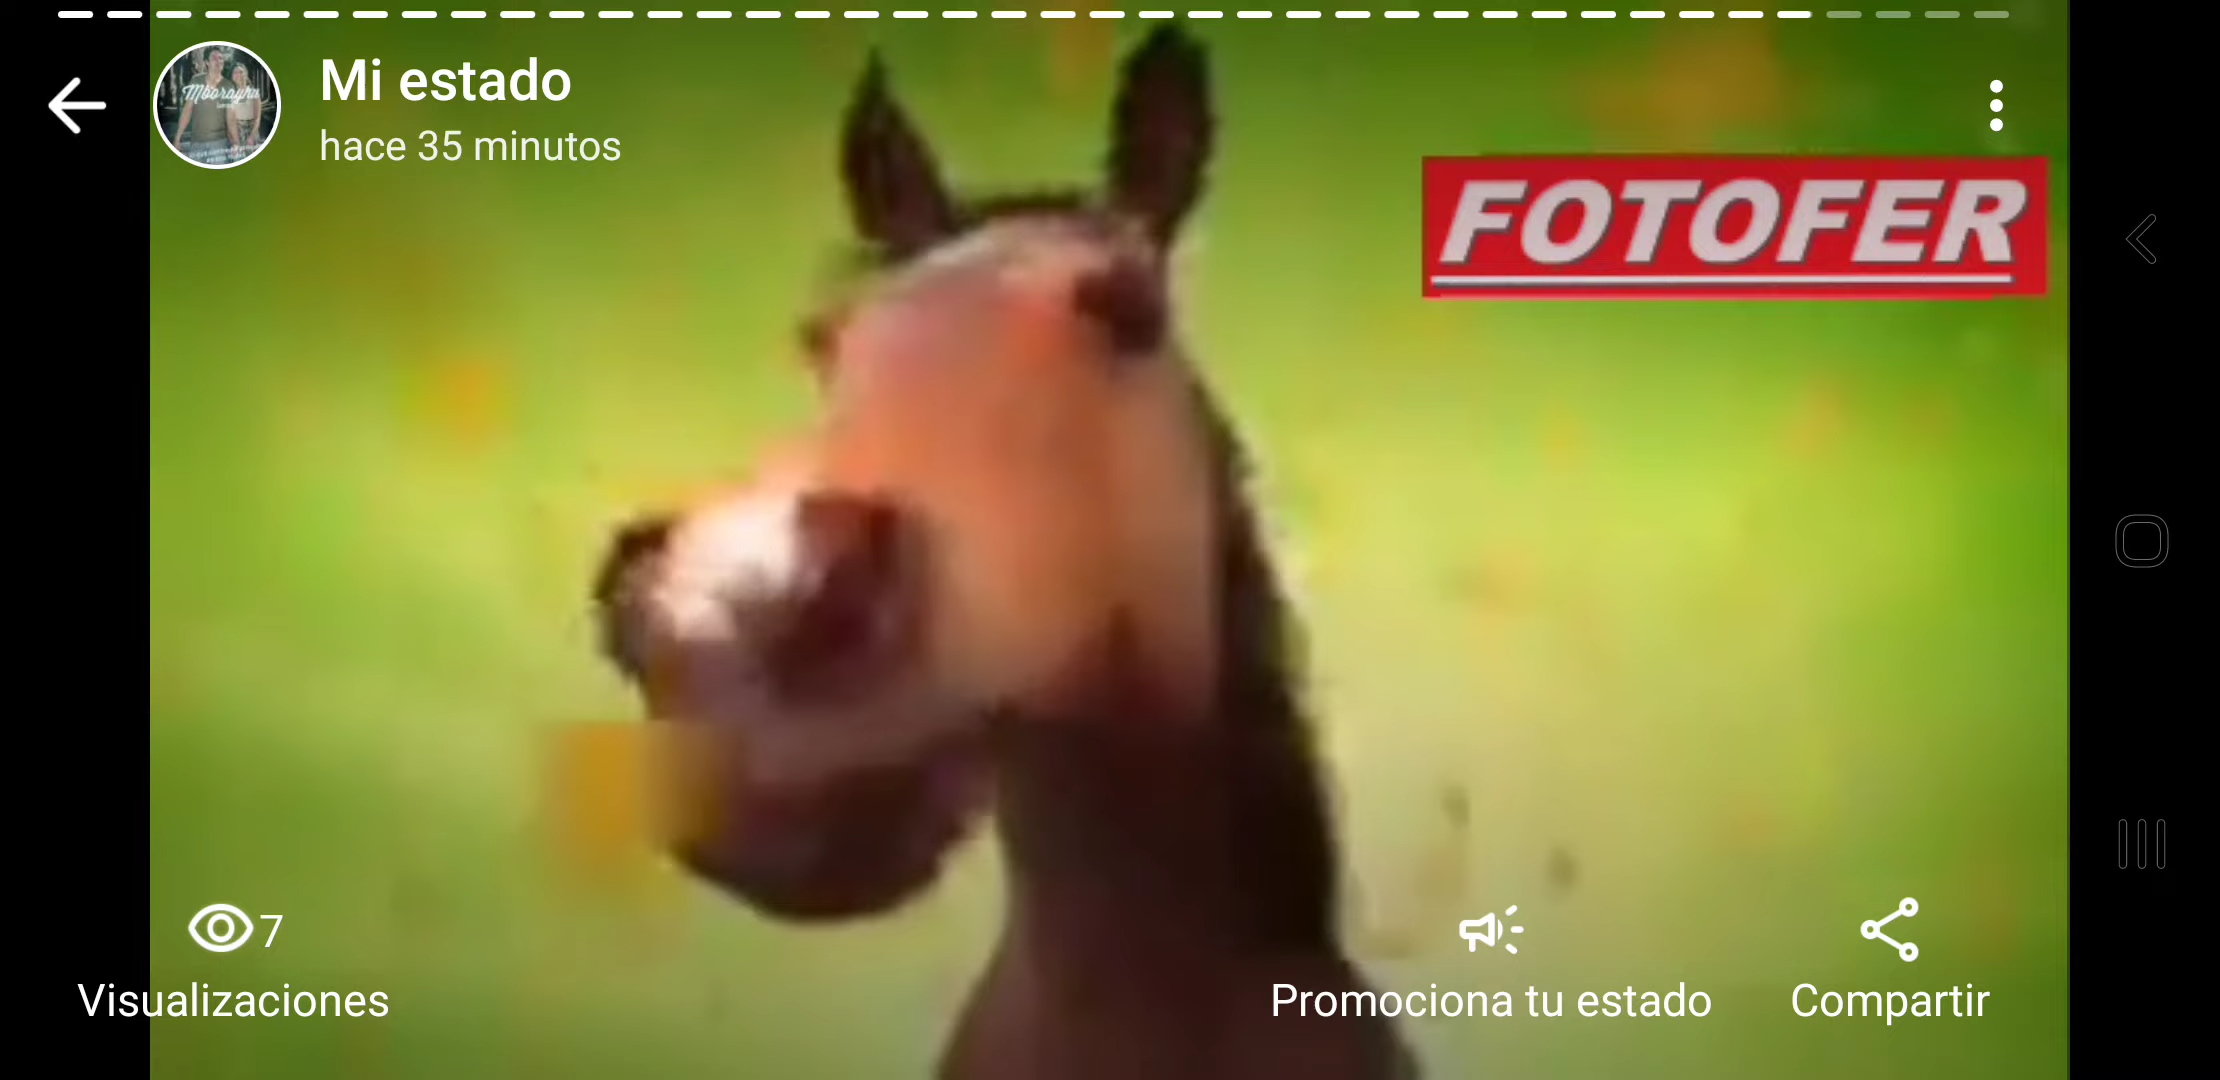 Mi estado
hace 35 minutos
FOTOFER
7
Visualizaciones
Promociona tu estado
Compartir